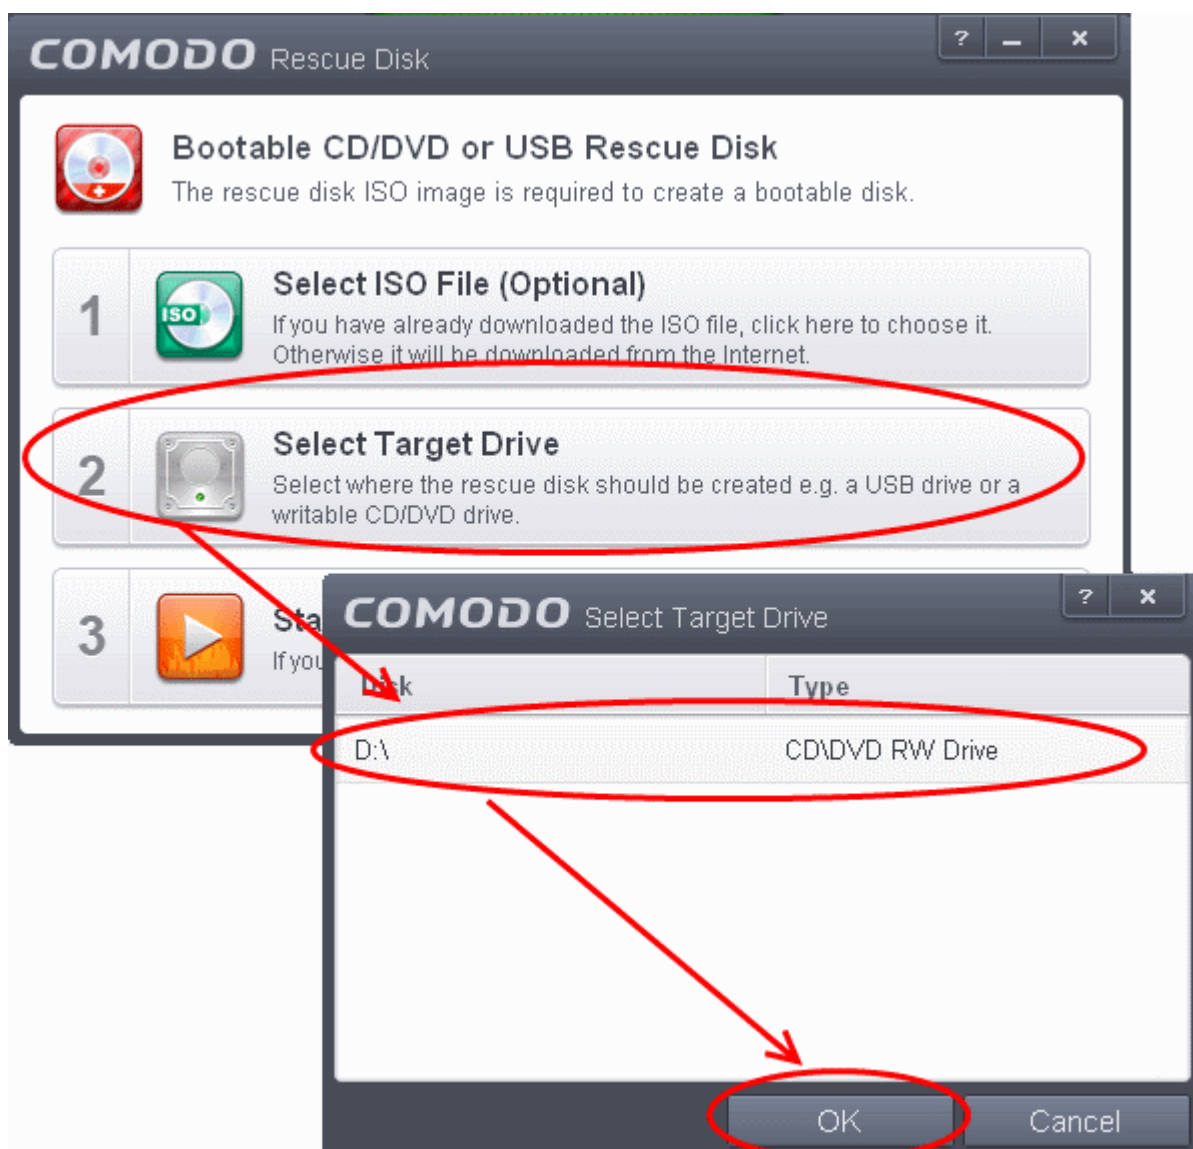 COMODO Rescue Disk
? – ×
Bootable CD/DVD or USB Rescue Disk
The rescue disk ISO image is required to create a bootable disk.
1
ISO
Select ISO File (Optional)
If you have already downloaded the ISO file, click here to choose it.
Otherwise it will be downloaded from the Internet.
2
Select Target Drive
Select where the rescue disk should be created e.g. a USB drive or a
writable CD/DVD drive.
3
Sta
If you
COMODO Select Target Drive
? ×
Disk Type
D:\ CD\DVD RW Drive
OK Cancel